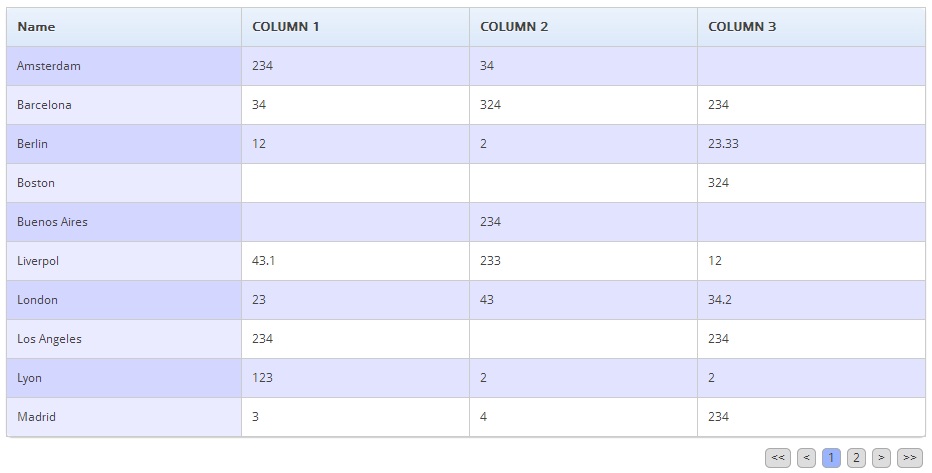 Name COLUMN 1 COLUMN 2 COLUMN 3
Amsterdam 234 34
Barcelona 34 324 234
Berlin 12 2 23.33
Boston 324
Buenos Aires 234
Liverpol 43.1 233 12
London 23 43 34.2
Los Angeles 234 234
Lyon 123 2 2
Madrid 3 4 234
<< < 1 2 > >>